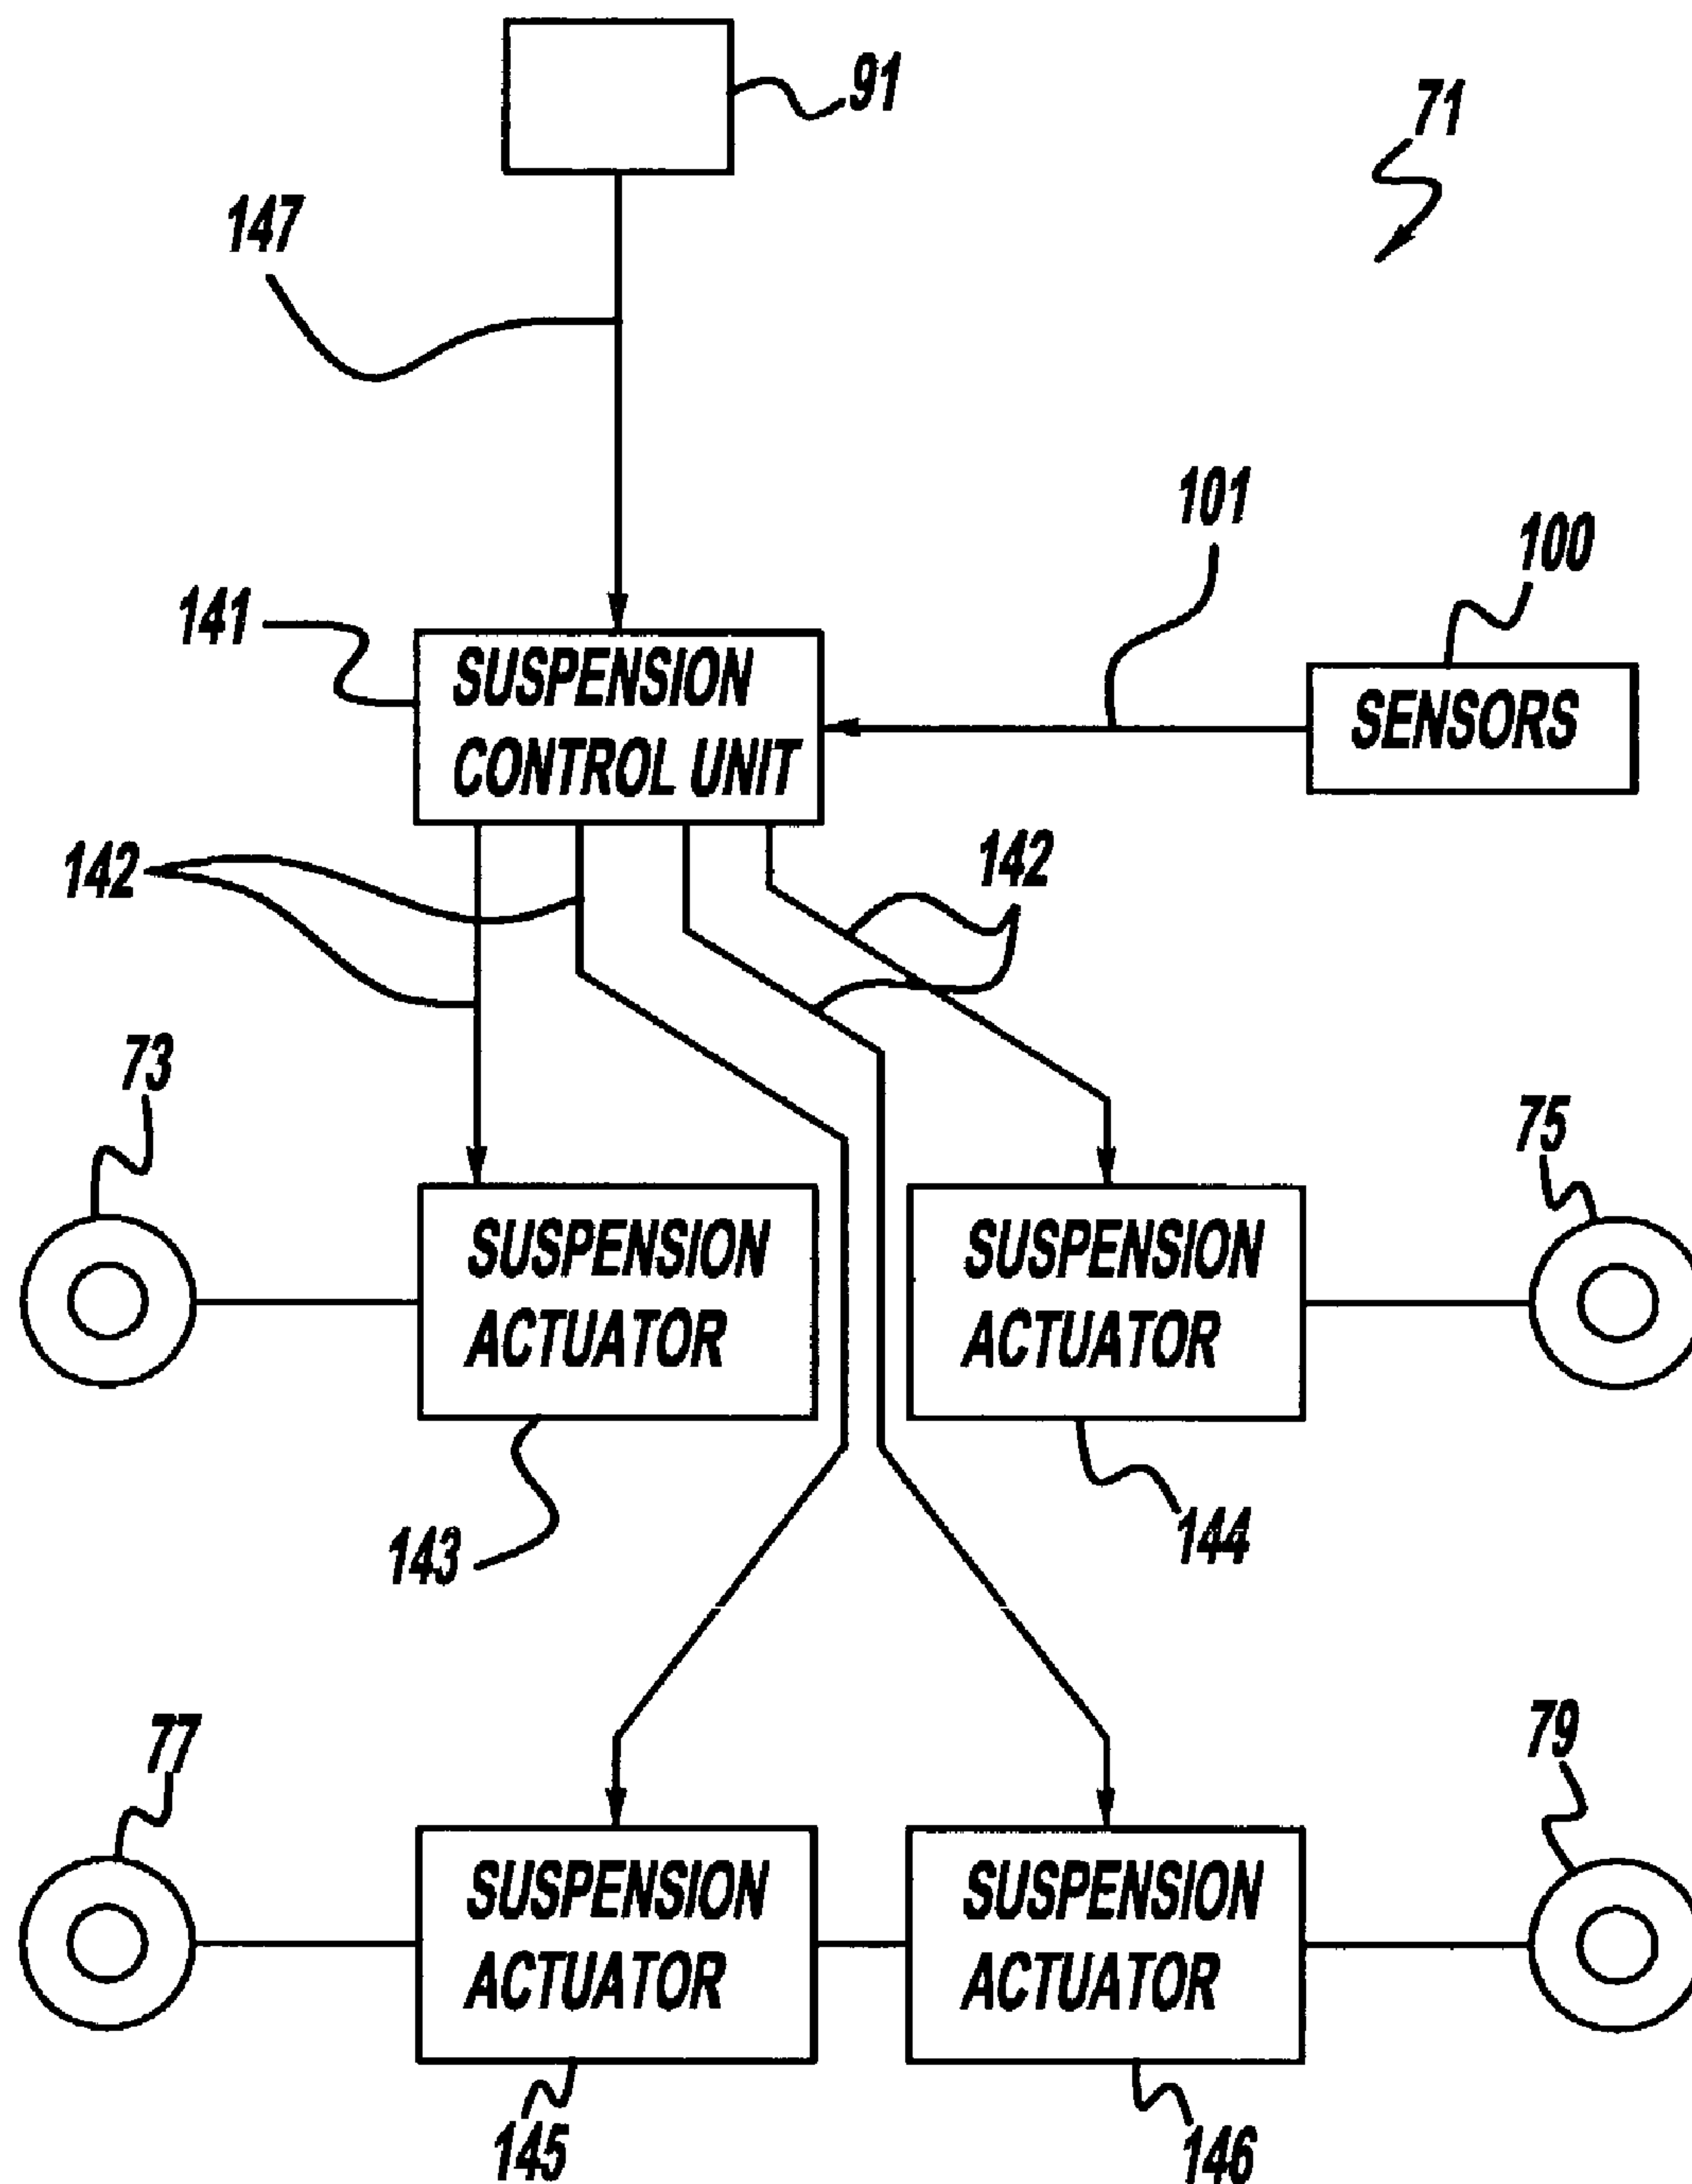 91
71
147
101
100
141
SUSPENSION
CONTROL UNIT
SENSORS
142
142
73
75
SUSPENSION
ACTUATOR
SUSPENSION
ACTUATOR
143
144
77
79
SUSPENSION
ACTUATOR
SUSPENSION
ACTUATOR
145
146